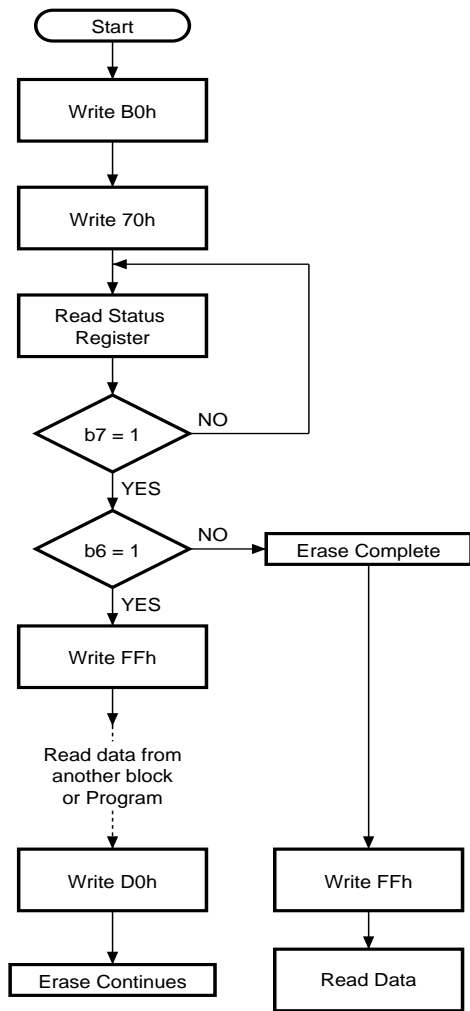 Start
Write B0h
Write 70h
Read Status
Register
b7 = 1
NO
YES
b6 = 1
NO
Erase Complete
YES
Write FFh
Read data from
another block
or Program
Write D0h
Write FFh
Erase Continues
Read Data